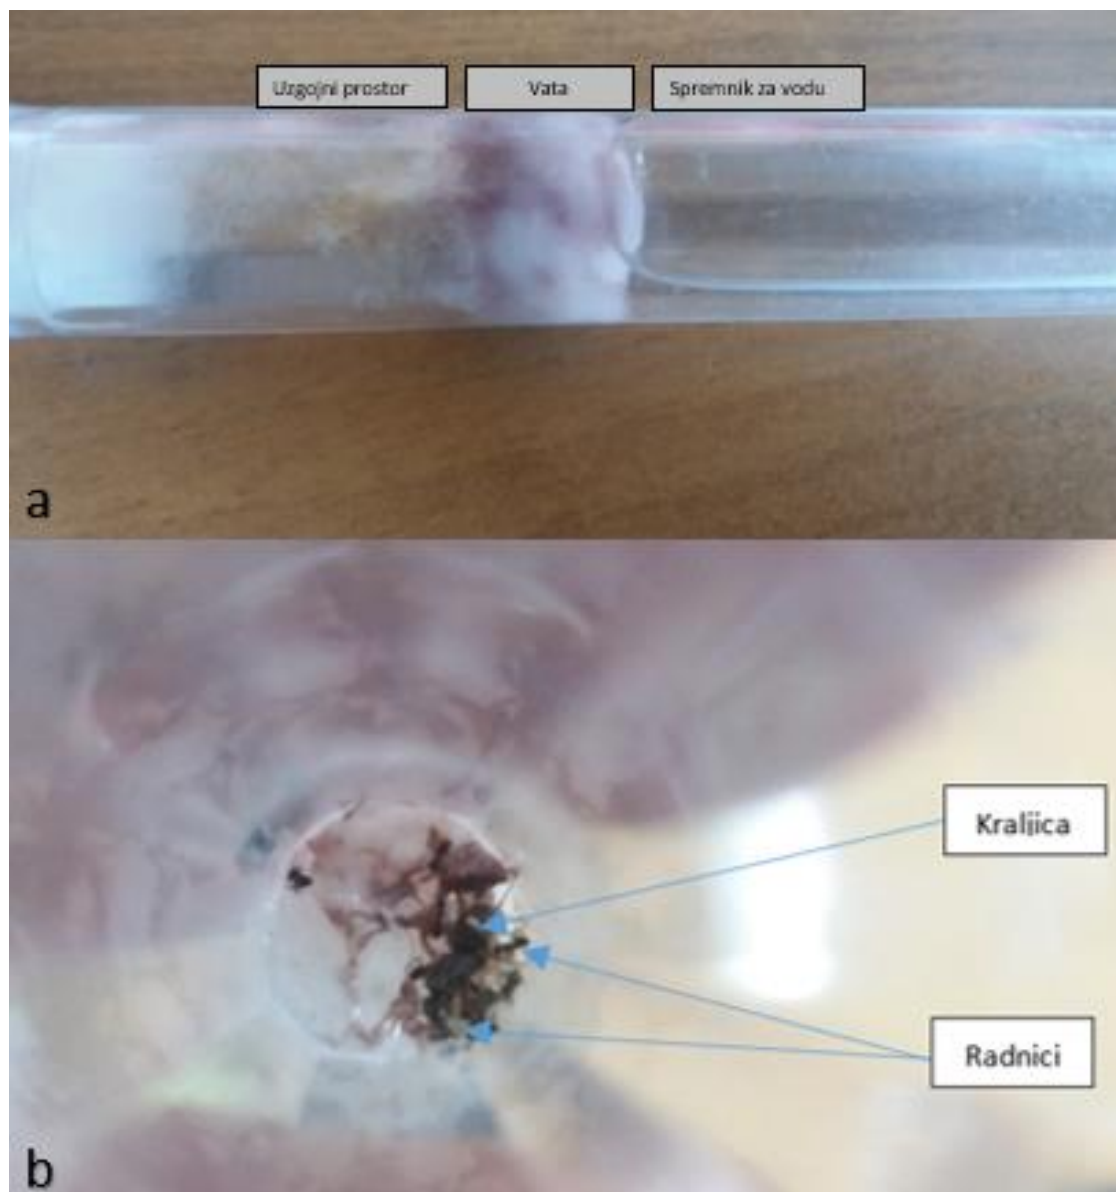 Uzgojni prostor
Vata
Spremnik za vodu
a
Kraljica
Radnici
b